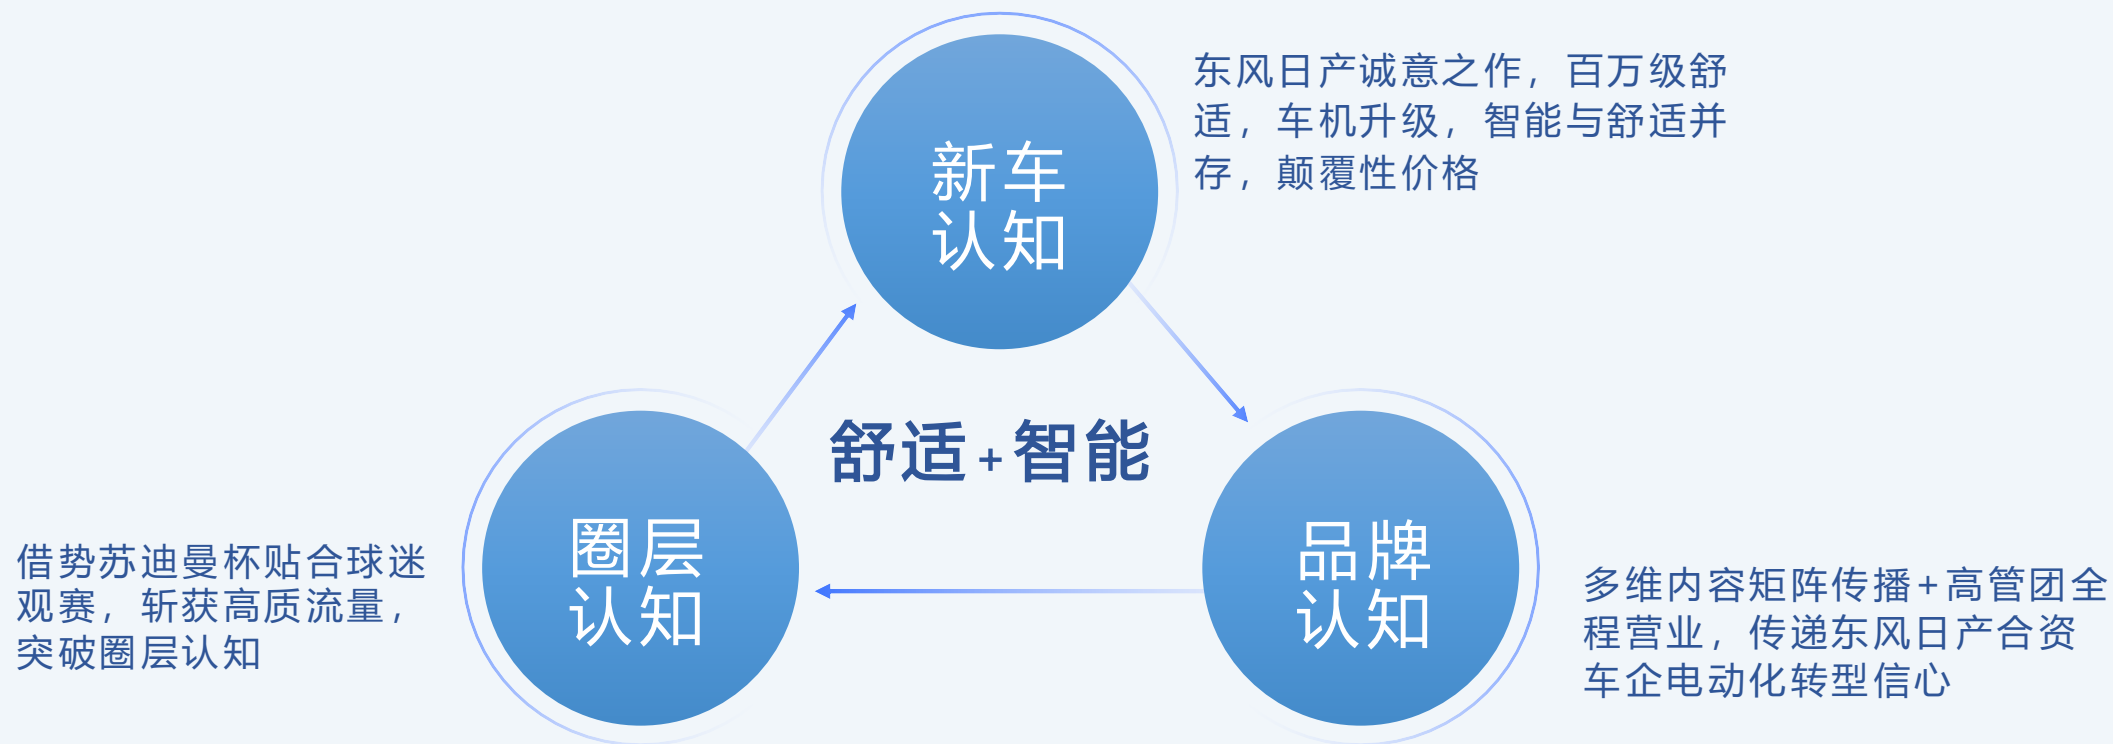 新车
认知
东风日产诚意之作，百万级舒
适，车机升级，智能与舒适并
存，颠覆性价格
舒适+智能
圈层
认知
借势苏迪曼杯贴合球迷
观赛，斩获高质流量，
突破圈层认知
品牌
认知
多维内容矩阵传播+高管团全
程营业，传递东风日产合资
车企电动化转型信心